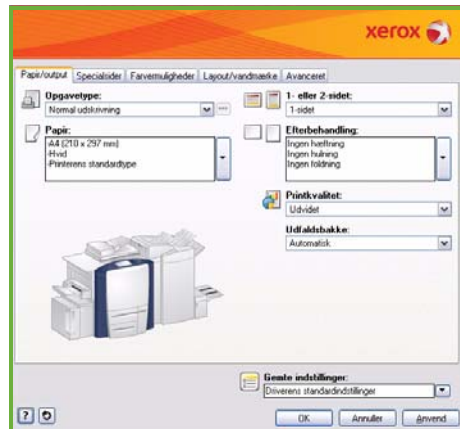 xerox
Papir/output Specialsider Farvemuligheder Layout/vandmærke Avanceret
Opgavetype:
Normal udskrivning
1- eller 2-sidet:
1-sidet
Papir:
-A4 (210 x 297 mm)
-Hvid
-Printerens standardtype
Efterbehandling:
Ingen hæftning
Ingen hulning
Ingen foldning
Printkvalitet:
Udvidet
Udfaldsbakke:
Automatisk
Gemte indstillinger:
Driverens standardindstillinger
? OK Annuller Anvend